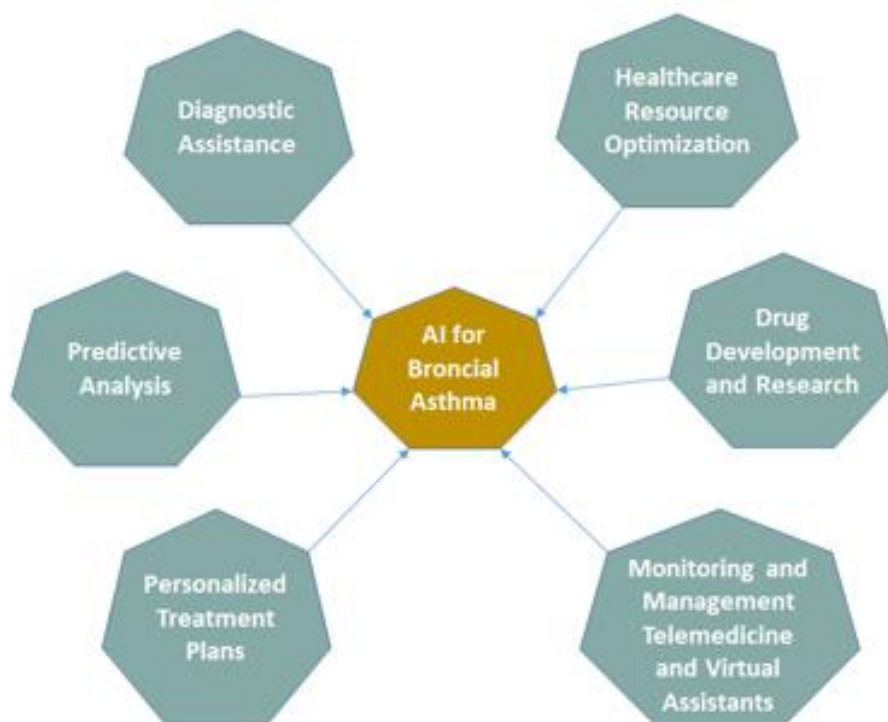 Diagnostic
Assistance
Healthcare
Resource
Optimization
Predictive
Analysis
AI for
Broncial
Asthma
Drug
Development
and Research
Personalized
Treatment
Plans
Monitoring and
Management
Telemedicine
and Virtual
Assistants